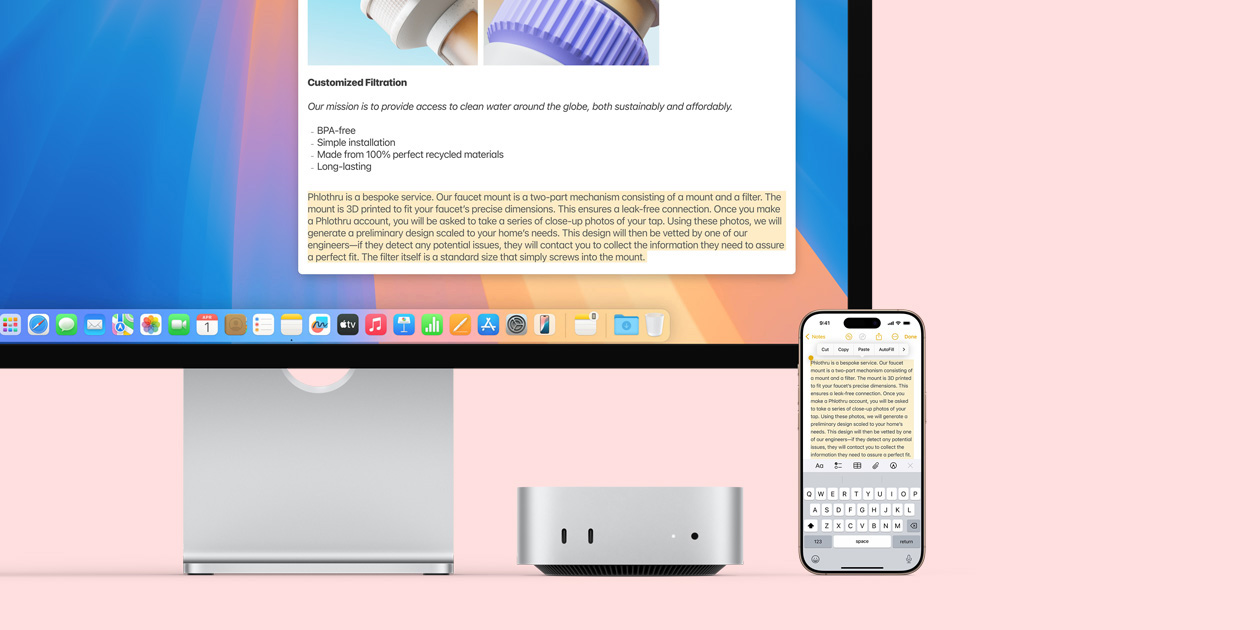 Customized Filtration
Our mission is to provide access to clean water around the globe, both sustainably and affordably.
- BPA-free
- Simple installation
- Made from 100% perfect recycled materials
- Long-lasting
Phlothru is a bespoke service. Our faucet mount is a two-part mechanism consisting of a mount and a filter. The
mount is 3D printed to fit your faucet's precise dimensions. This ensures a leak-free connection. Once you make
a Phlothru account, you will be asked to take a series of close-up photos of your tap. Using these photos, we will
generate a preliminary design scaled to your home's needs. This design will then be vetted by one of our
engineers—if they detect any potential issues, they will contact you to collect the information they need to assure
a perfect fit. The filter itself is a standard size that simply screws into the mount.
APR
1
tv
9:41
Notes
Done
Cut Copy Paste AutoFill
Phlothru is a bespoke service. Our faucet
mount is a two-part mechanism consisting of
a mount and a filter. The mount is 3D printed
to fit your faucet's precise dimensions. This
ensures a leak-free connection. Once you
make a Phlothru account, you will be asked
to take a series of close-up photos of your
tap. Using these photos, we will generate a
preliminary design scaled to your home's
needs. This design will then be vetted by one
of our engineers—if they detect any potential
issues, they will contact you to collect the
information they need to assure a perfect fit.
Aa
Q W E R T Y U I O P
A S D F G H J K L
Z X C V B N M
123 space return